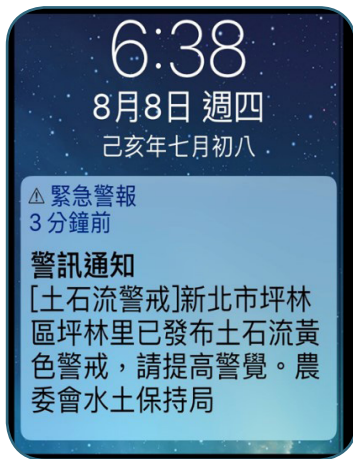 6:38
8月8日 週四
己亥年七月初八
⚠ 緊急警報
3 分鐘前
警訊通知
[土石流警戒]新北市坪林
區坪林里已發布土石流黃
色警戒，請提高警覺。農
委會水土保持局